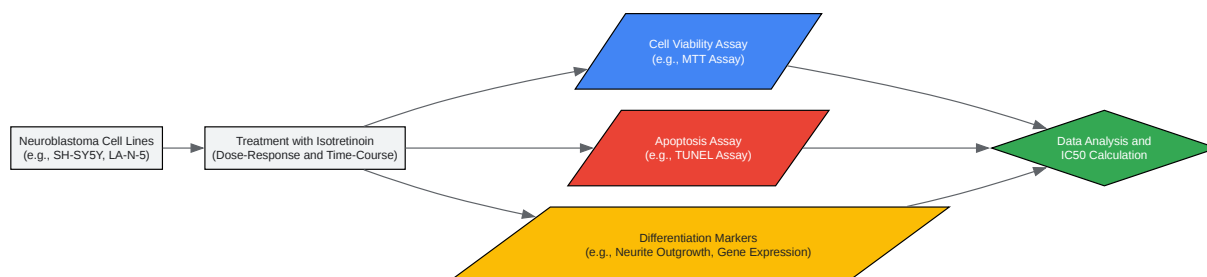 Neuroblastoma Cell Lines
(e.g., SH-SY5Y, LA-N-5)
Treatment with Isotretinoin
(Dose-Response and Time-Course)
Cell Viability Assay
(e.g., MTT Assay)
Apoptosis Assay
(e.g., TUNEL Assay)
Differentiation Markers
(e.g., Neurite Outgrowth, Gene Expression)
Data Analysis and
IC50 Calculation